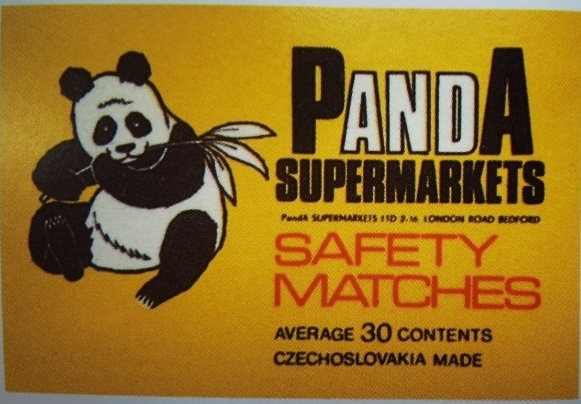 PANDA
SUPERMARKETS
PandA SUPERMARKETS LTD 2-16 LONDON ROAD BEDFORD
SAFETY
MATCHES
AVERAGE 30 CONTENTS
CZECHOSLOVAKIA MADE